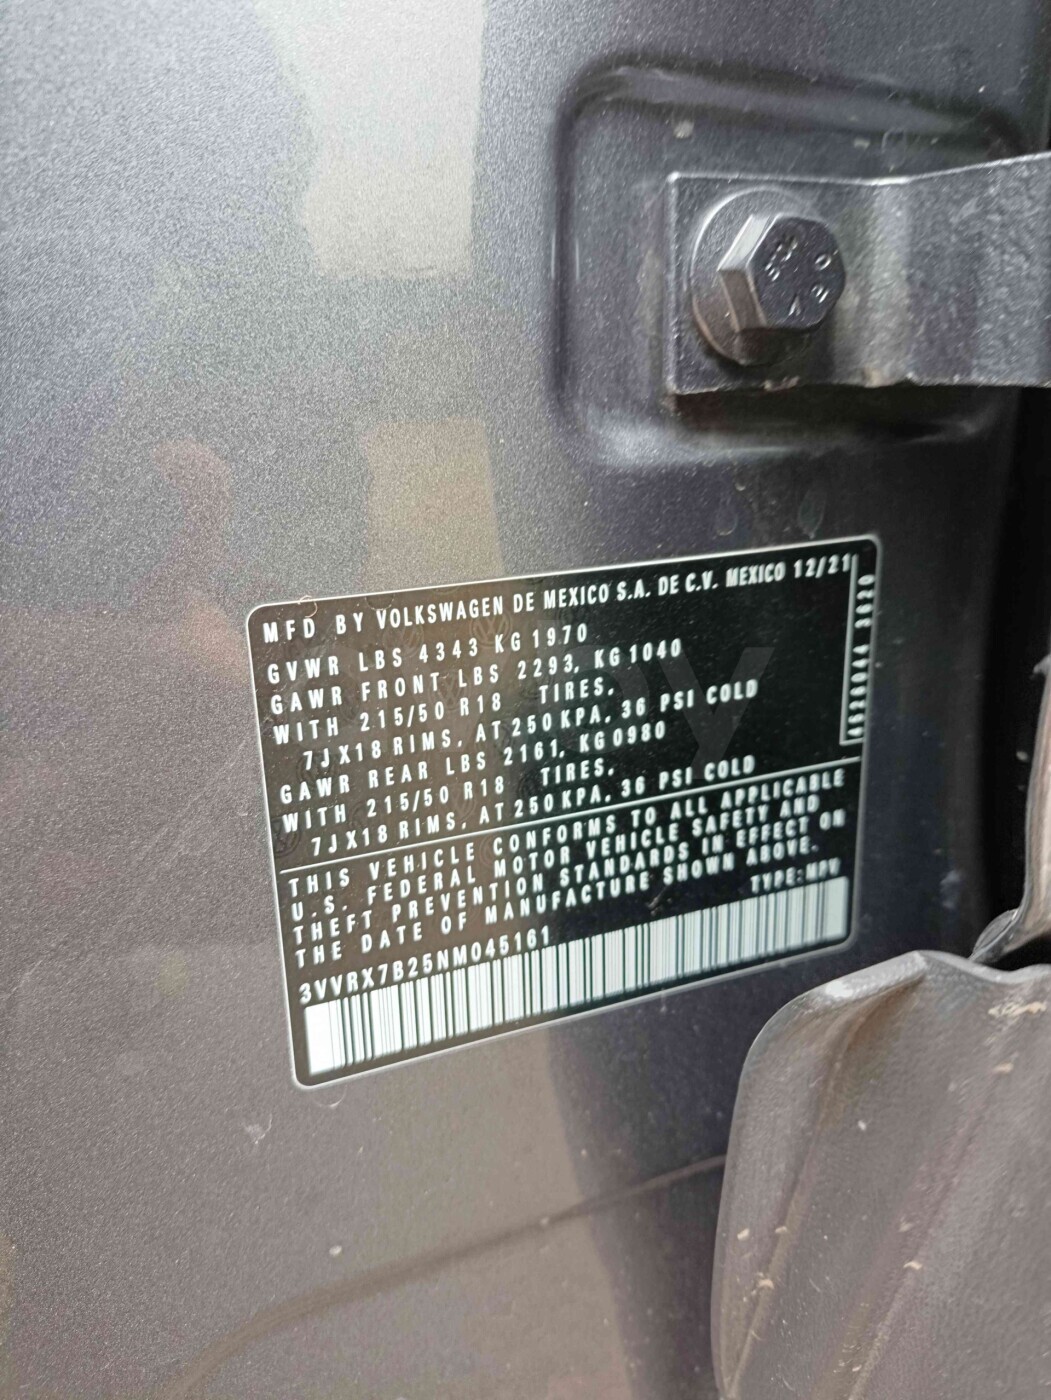 MFD BY VOLKSWAGEN DE MEXICO S.A. DE C.V. MEXICO 12/21
GVWR LBS 4343 KG 1970
GAWR FRONT LBS 2293, KG 1040
WITH 215/50 R18 TIRES,
7JX18 RIMS, AT 250 KPA, 36 PSI COLD
GAWR REAR LBS 2161, KG 0980
WITH 215/50 R18 TIRES,
7JX18 RIMS, AT 250 KPA, 36 PSI COLD
THIS VEHICLE CONFORMS TO ALL APPLICABLE
U.S. FEDERAL MOTOR VEHICLE SAFETY AND
THEFT PREVENTION STANDARDS IN EFFECT ON
THE DATE OF MANUFACTURE SHOWN ABOVE.
TYPE: MPV
3VVRX7B25NM045161